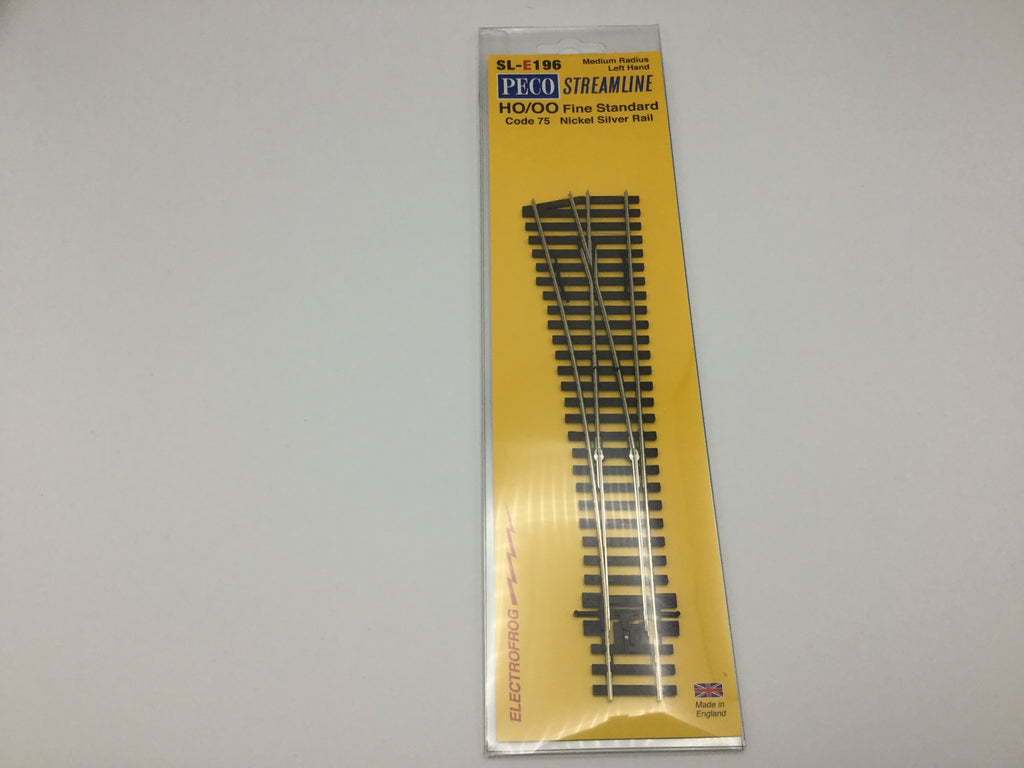 SL-E196
Medium Radius
Left Hand
PECO STREAMLINE
HO/OO Fine Standard
Code 75 Nickel Silver Rail
ELECTROFROG
Made in
England